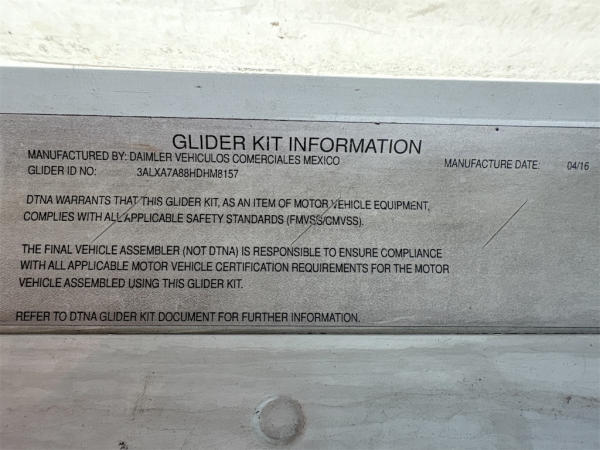 GLIDER KIT INFORMATION
MANUFACTURED BY: DAIMLER VEHICULOS COMERCIALES MEXICO MANUFACTURE DATE: 04/16
GLIDER ID NO: 3ALXA7A88HDHM8157
DTNA WARRANTS THAT THIS GLIDER KIT, AS AN ITEM OF MOTOR VEHICLE EQUIPMENT,
COMPLIES WITH ALL APPLICABLE SAFETY STANDARDS (FMVSS/CMVSS).
THE FINAL VEHICLE ASSEMBLER (NOT DTNA) IS RESPONSIBLE TO ENSURE COMPLIANCE
WITH ALL APPLICABLE MOTOR VEHICLE CERTIFICATION REQUIREMENTS FOR THE MOTOR
VEHICLE ASSEMBLED USING THIS GLIDER KIT.
REFER TO DTNA GLIDER KIT DOCUMENT FOR FURTHER INFORMATION.